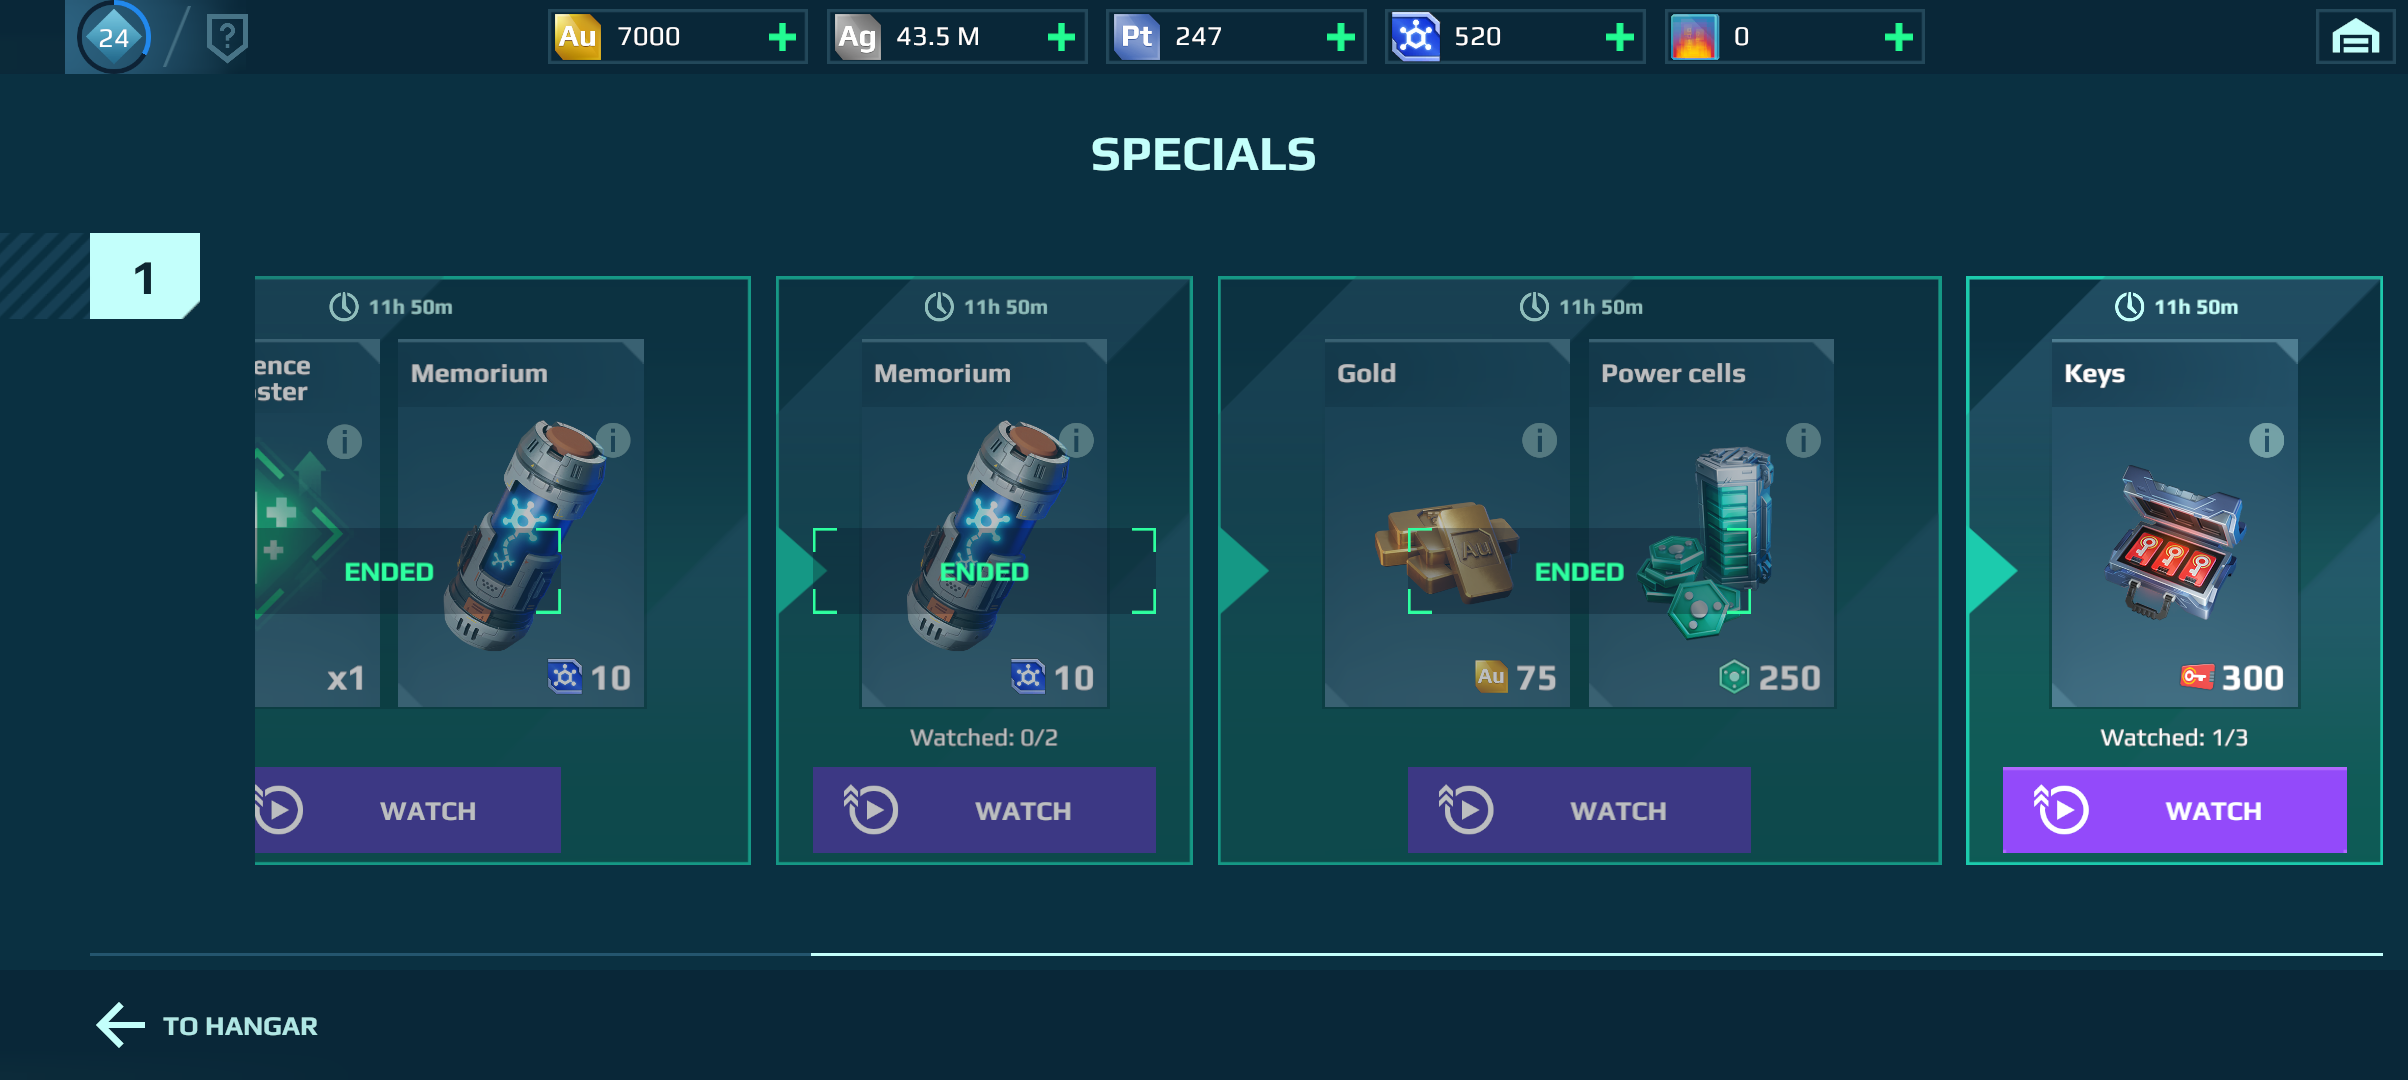 24
?
Au 7000
Ag 43.5 M
Pt 247
520
0
SPECIALS
1
11h 50m
ence
ster
Memorium
ENDED
x1
10
WATCH
11h 50m
Memorium
ENDED
10
Watched: 0/2
WATCH
11h 50m
Gold
Power cells
Au
ENDED
Au 75
250
WATCH
11h 50m
Keys
300
Watched: 1/3
WATCH
TO HANGAR